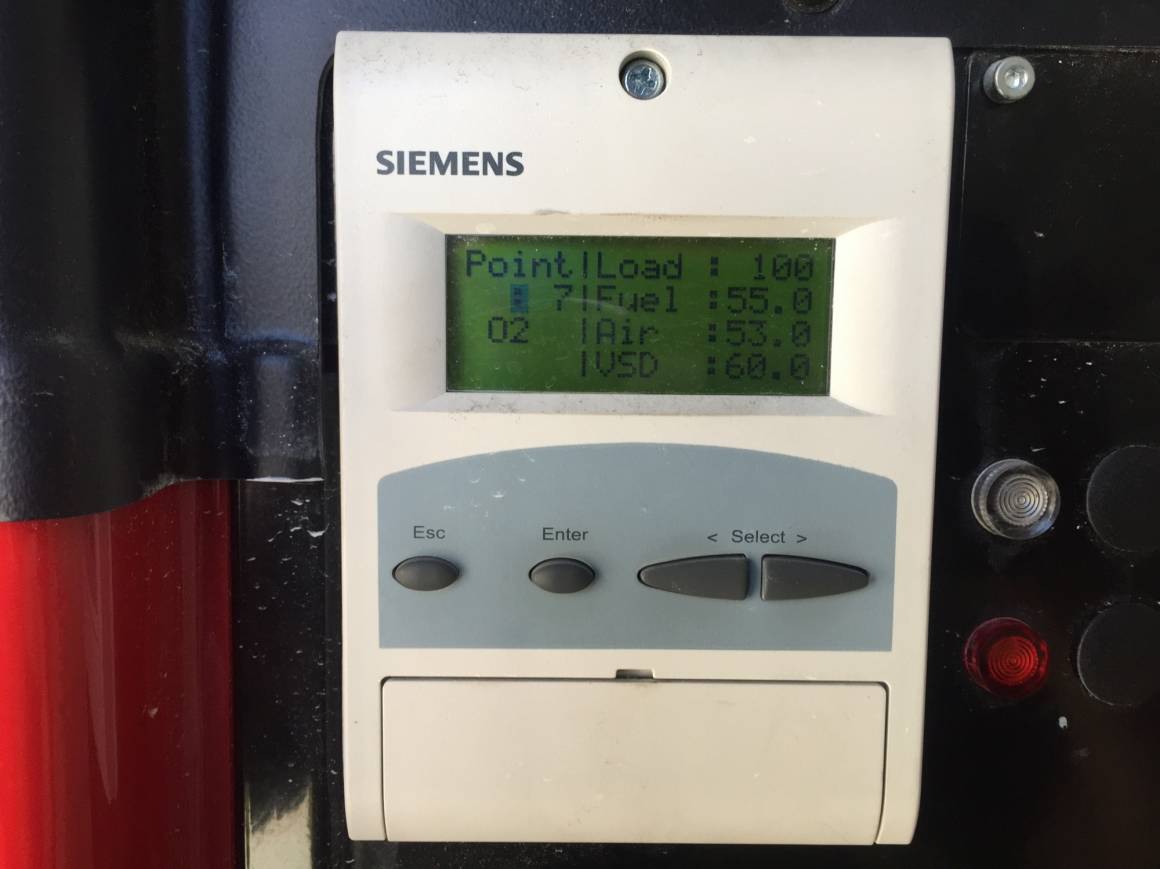 SIEMENS
Point|Load : 100
: 7|Fuel :55.0
O2 |Air :53.0
|VSD :60.0
Esc
Enter
< Select >